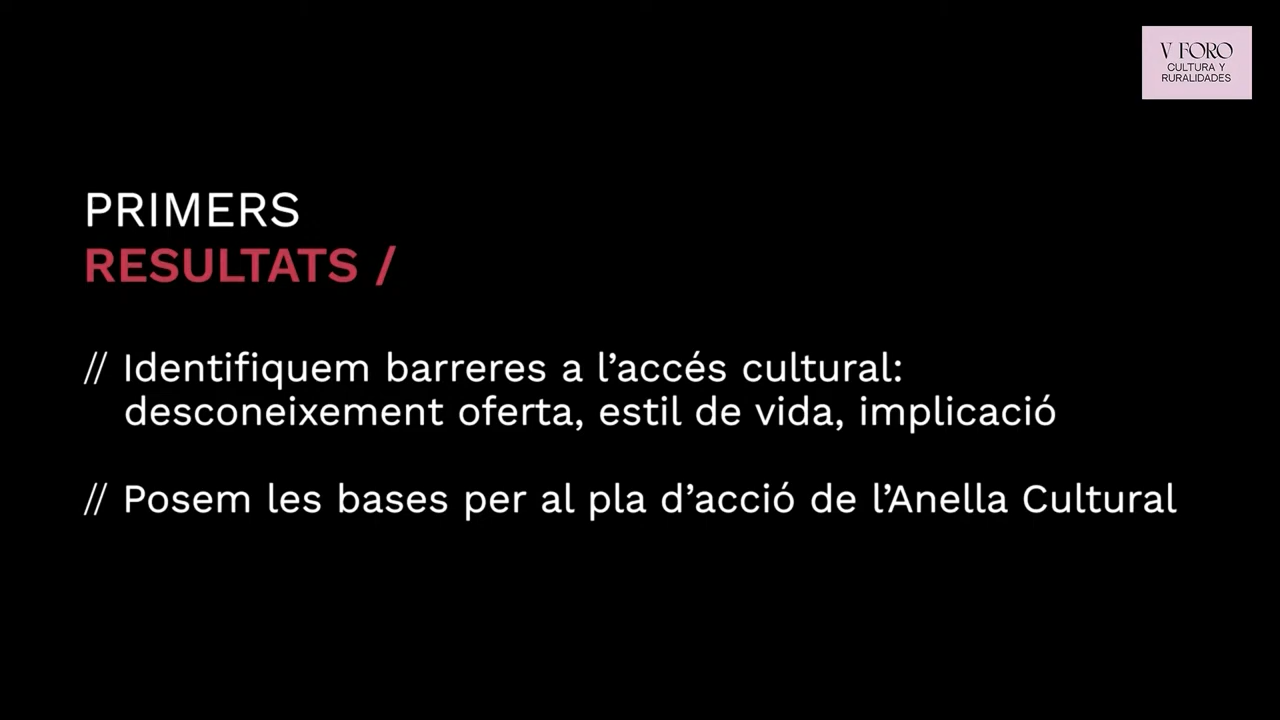 V FORO
CULTURA Y
RURALIDADES
PRIMERS
RESULTATS /
// Identifiquem barreres a l’accés cultural:
desconeixement oferta, estil de vida, implicació
// Posem les bases per al pla d’acció de l’Anella Cultural